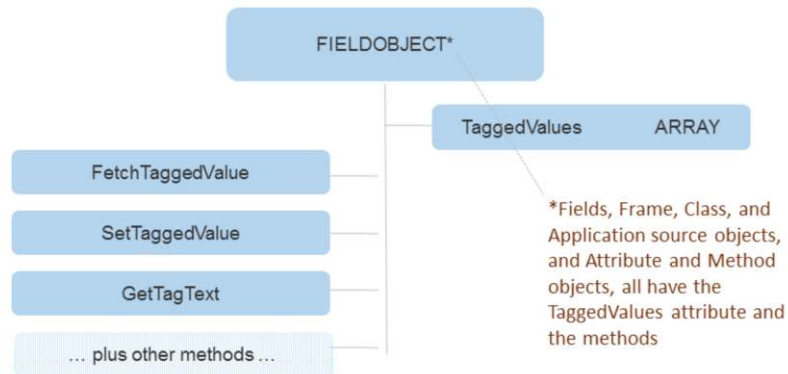 FIELDOBJECT*
TaggedValues ARRAY
FetchTaggedValue
SetTaggedValue
GetTagText
... plus other methods ...
*Fields, Frame, Class, and
Application source objects,
and Attribute and Method
objects, all have the
TaggedValues attribute and
the methods